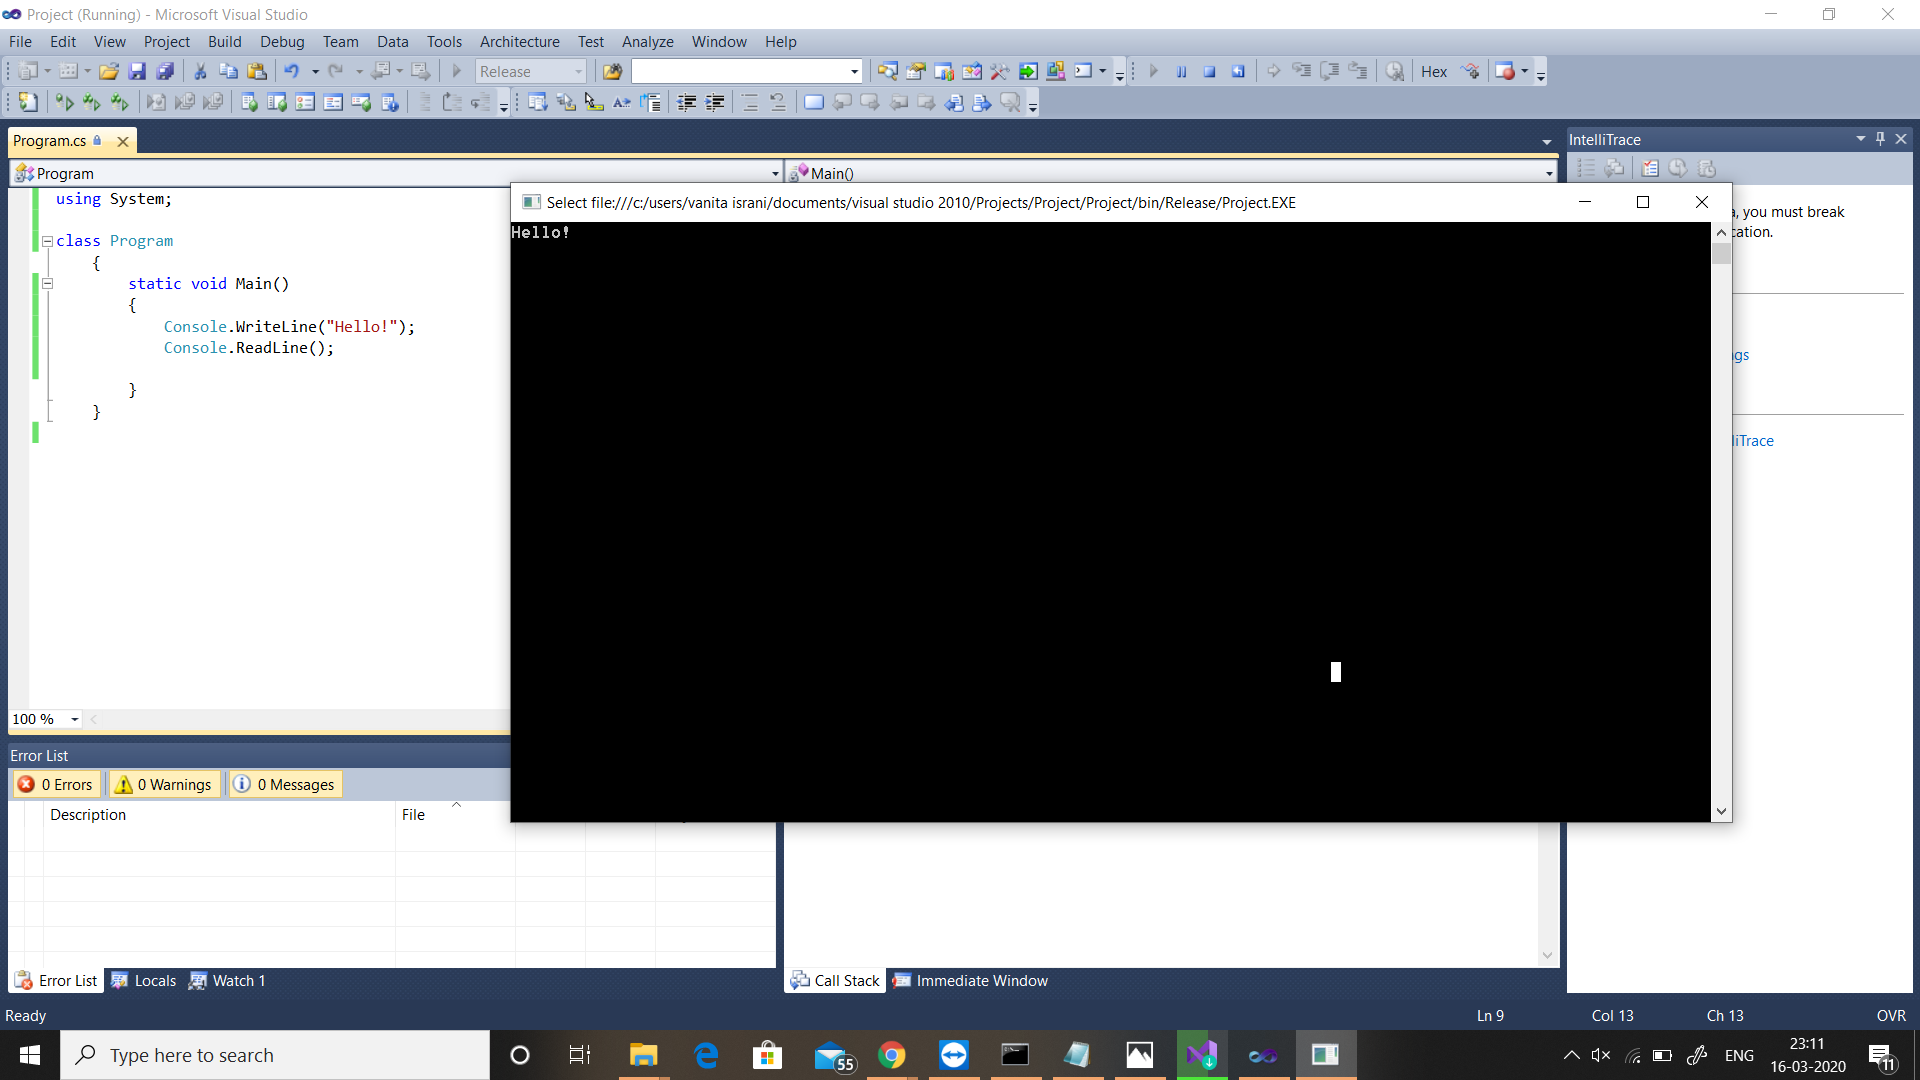 Project (Running) - Microsoft Visual Studio
File Edit View Project Build Debug Team Data Tools Architecture Test Analyze Window Help
Release
Hex
Program.cs
IntelliTrace
Program
Main()
using System;
Select file:///c:/users/vanita israni/documents/visual studio 2010/Projects/Project/Project/bin/Release/Project.EXE
, you must break
Hello!
class Program
{
static void Main()
{
Console.WriteLine("Hello!");
Console.ReadLine();
}
}
100 %
Error List
0 Errors 0 Warnings 0 Messages
Description File
Error List Locals Watch 1 Call Stack Immediate Window
Ready Ln 9 Col 13 Ch 13 OVR
Type here to search
55
ENG
23:11
16-03-2020
11